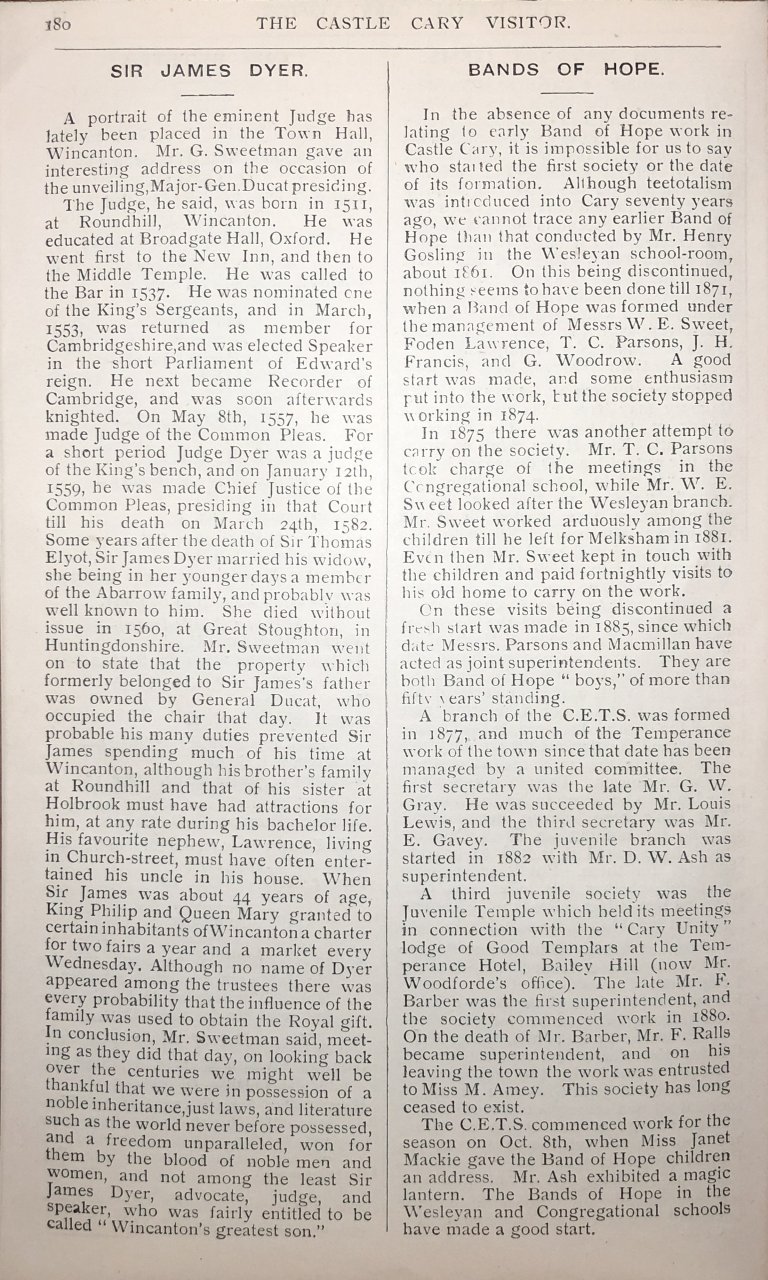 180
THE CASTLE CARY VISITOR.
SIR JAMES DYER.
A portrait of the eminent Judge has
lately been placed in the Town Hall,
Wincanton. Mr. G. Sweetman gave an
interesting address on the occasion of
the unveiling, Major-Gen. Ducat presiding.
The Judge, he said, was born in 1511,
at Roundhill, Wincanton. He was
educated at Broadgate Hall, Oxford. He
went first to the New Inn, and then to
the Middle Temple. He was called to
the Bar in 1537. He was nominated one
of the King's Sergeants, and in March,
1553, was returned as member for
Cambridgeshire, and was elected Speaker
in the short Parliament of Edward's
reign. He next became Recorder of
Cambridge, and was soon afterwards
knighted. On May 8th, 1557, he was
made Judge of the Common Pleas. For
a short period Judge Dyer was a judge
of the King's bench, and on January 12th,
1559, he was made Chief Justice of the
Common Pleas, presiding in that Court
till his death on March 24th, 1582.
Some years after the death of Sir Thomas
Elyot, Sir James Dyer married his widow,
she being in her younger days a member
of the Abarrow family, and probably was
well known to him. She died without
issue in 1560, at Great Stoughton, in
Huntingdonshire. Mr. Sweetman went
on to state that the property which
formerly belonged to Sir James's father
was owned by General Ducat, who
occupied the chair that day. It was
probable his many duties prevented Sir
James spending much of his time at
Wincanton, although his brother's family
at Roundhill and that of his sister at
Holbrook must have had attractions for
him, at any rate during his bachelor life.
His favourite nephew, Lawrence, living
in Church-street, must have often enter-
tained his uncle in his house. When
Sir James was about 44 years of age,
King Philip and Queen Mary granted to
certain inhabitants of Wincanton a charter
for two fairs a year and a market every
Wednesday. Although no name of Dyer
appeared among the trustees there was
every probability that the influence of the
family was used to obtain the Royal gift.
In conclusion, Mr. Sweetman said, meet-
ing as they did that day, on looking back
over the centuries we might well be
thankful that we were in possession of a
noble inheritance, just laws, and literature
such as the world never before possessed,
and a freedom unparalleled, won for
them by the blood of noble men and
women, and not among the least Sir
James Dyer, advocate, judge, and
speaker, who was fairly entitled to be
called "Wincanton's greatest son."
BANDS OF HOPE.
In the absence of any documents re-
lating to early Band of Hope work in
Castle Cary, it is impossible for us to say
who started the first society or the date
of its formation. Although teetotalism
was introduced into Cary seventy years
ago, we cannot trace any earlier Band of
Hope than that conducted by Mr. Henry
Gosling in the Wesleyan school-room,
about 1861. On this being discontinued,
nothing seems to have been done till 1871,
when a Band of Hope was formed under
the management of Messrs W. E. Sweet,
Foden Lawrence, T. C. Parsons, J. H.
Francis, and G. Woodrow. A good
start was made, and some enthusiasm
put into the work, but the society stopped
working in 1874.
In 1875 there was another attempt to
carry on the society. Mr. T. C. Parsons
took charge of the meetings in the
Congregational school, while Mr. W. E.
Sweet looked after the Wesleyan branch.
Mr. Sweet worked arduously among the
children till he left for Melksham in 1881.
Even then Mr. Sweet kept in touch with
the children and paid fortnightly visits to
his old home to carry on the work.
On these visits being discontinued a
fresh start was made in 1885, since which
date Messrs. Parsons and Macmillan have
acted as joint superintendents. They are
both Band of Hope "boys," of more than
fifty years' standing.
A branch of the C.E.T.S. was formed
in 1877, and much of the Temperance
work of the town since that date has been
managed by a united committee. The
first secretary was the late Mr. G. W.
Gray. He was succeeded by Mr. Louis
Lewis, and the third secretary was Mr.
E. Gavey. The juvenile branch was
started in 1882 with Mr. D. W. Ash as
superintendent.
A third juvenile society was the
Juvenile Temple which held its meetings
in connection with the "Cary Unity"
lodge of Good Templars at the Tem-
perance Hotel, Bailey Hill (now Mr.
Woodforde's office). The late Mr. F.
Barber was the first superintendent, and
the society commenced work in 1880.
On the death of Mr. Barber, Mr. F. Ralls
became superintendent, and on his
leaving the town the work was entrusted
to Miss M. Amey. This society has long
ceased to exist.
The C.E.T.S. commenced work for the
season on Oct. 8th, when Miss Janet
Mackie gave the Band of Hope children
an address. Mr. Ash exhibited a magic
lantern. The Bands of Hope in the
Wesleyan and Congregational schools
have made a good start.